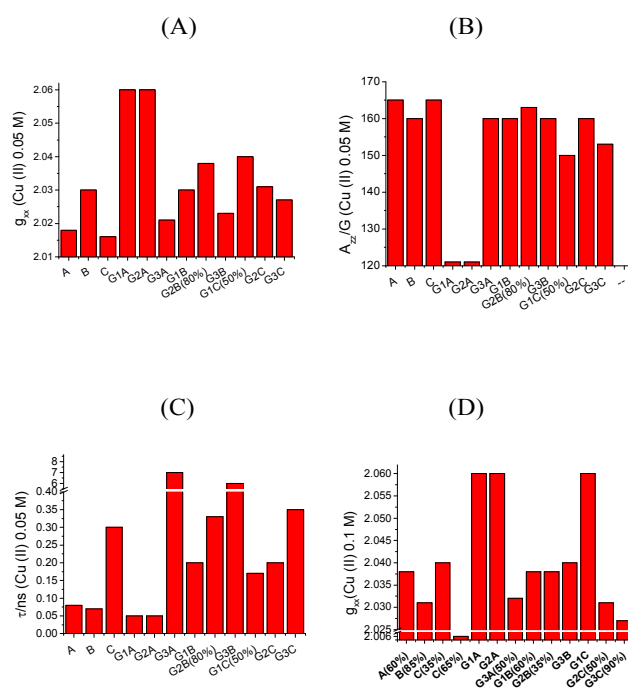 (A)
(B)
g_xx (Cu (II) 0.05 M)
2.06
2.05
2.04
2.03
2.02
2.01
A
B
C
G1A
G2A
G3A
G1B
G2B(80%)
G3B
G1C(50%)
G2C
G3C
A_zz/G (Cu (II) 0.05 M)
170
160
150
140
130
120
A
B
C
G1A
G2A
G3A
G1B
G2B(80%)
G3B
G1C(50%)
G2C
G3C
--
(C)
(D)
τ/ns (Cu (II) 0.05 M)
8
7
6
0.40
0.35
0.30
0.25
0.20
0.15
0.10
0.05
0.00
A
B
C
G1A
G2A
G3A
G1B
G2B(80%)
G3B
G1C(50%)
G2C
G3C
g_xx(Cu (II) 0.1 M)
2.060
2.055
2.050
2.045
2.040
2.035
2.030
2.025
2.006
A(60%)
B(85%)
C(35%)
C(65%)
G1A
G2A
G3A(50%)
G1B(60%)
G2B(35%)
G3B
G1C
G2C(50%)
G3C(90%)